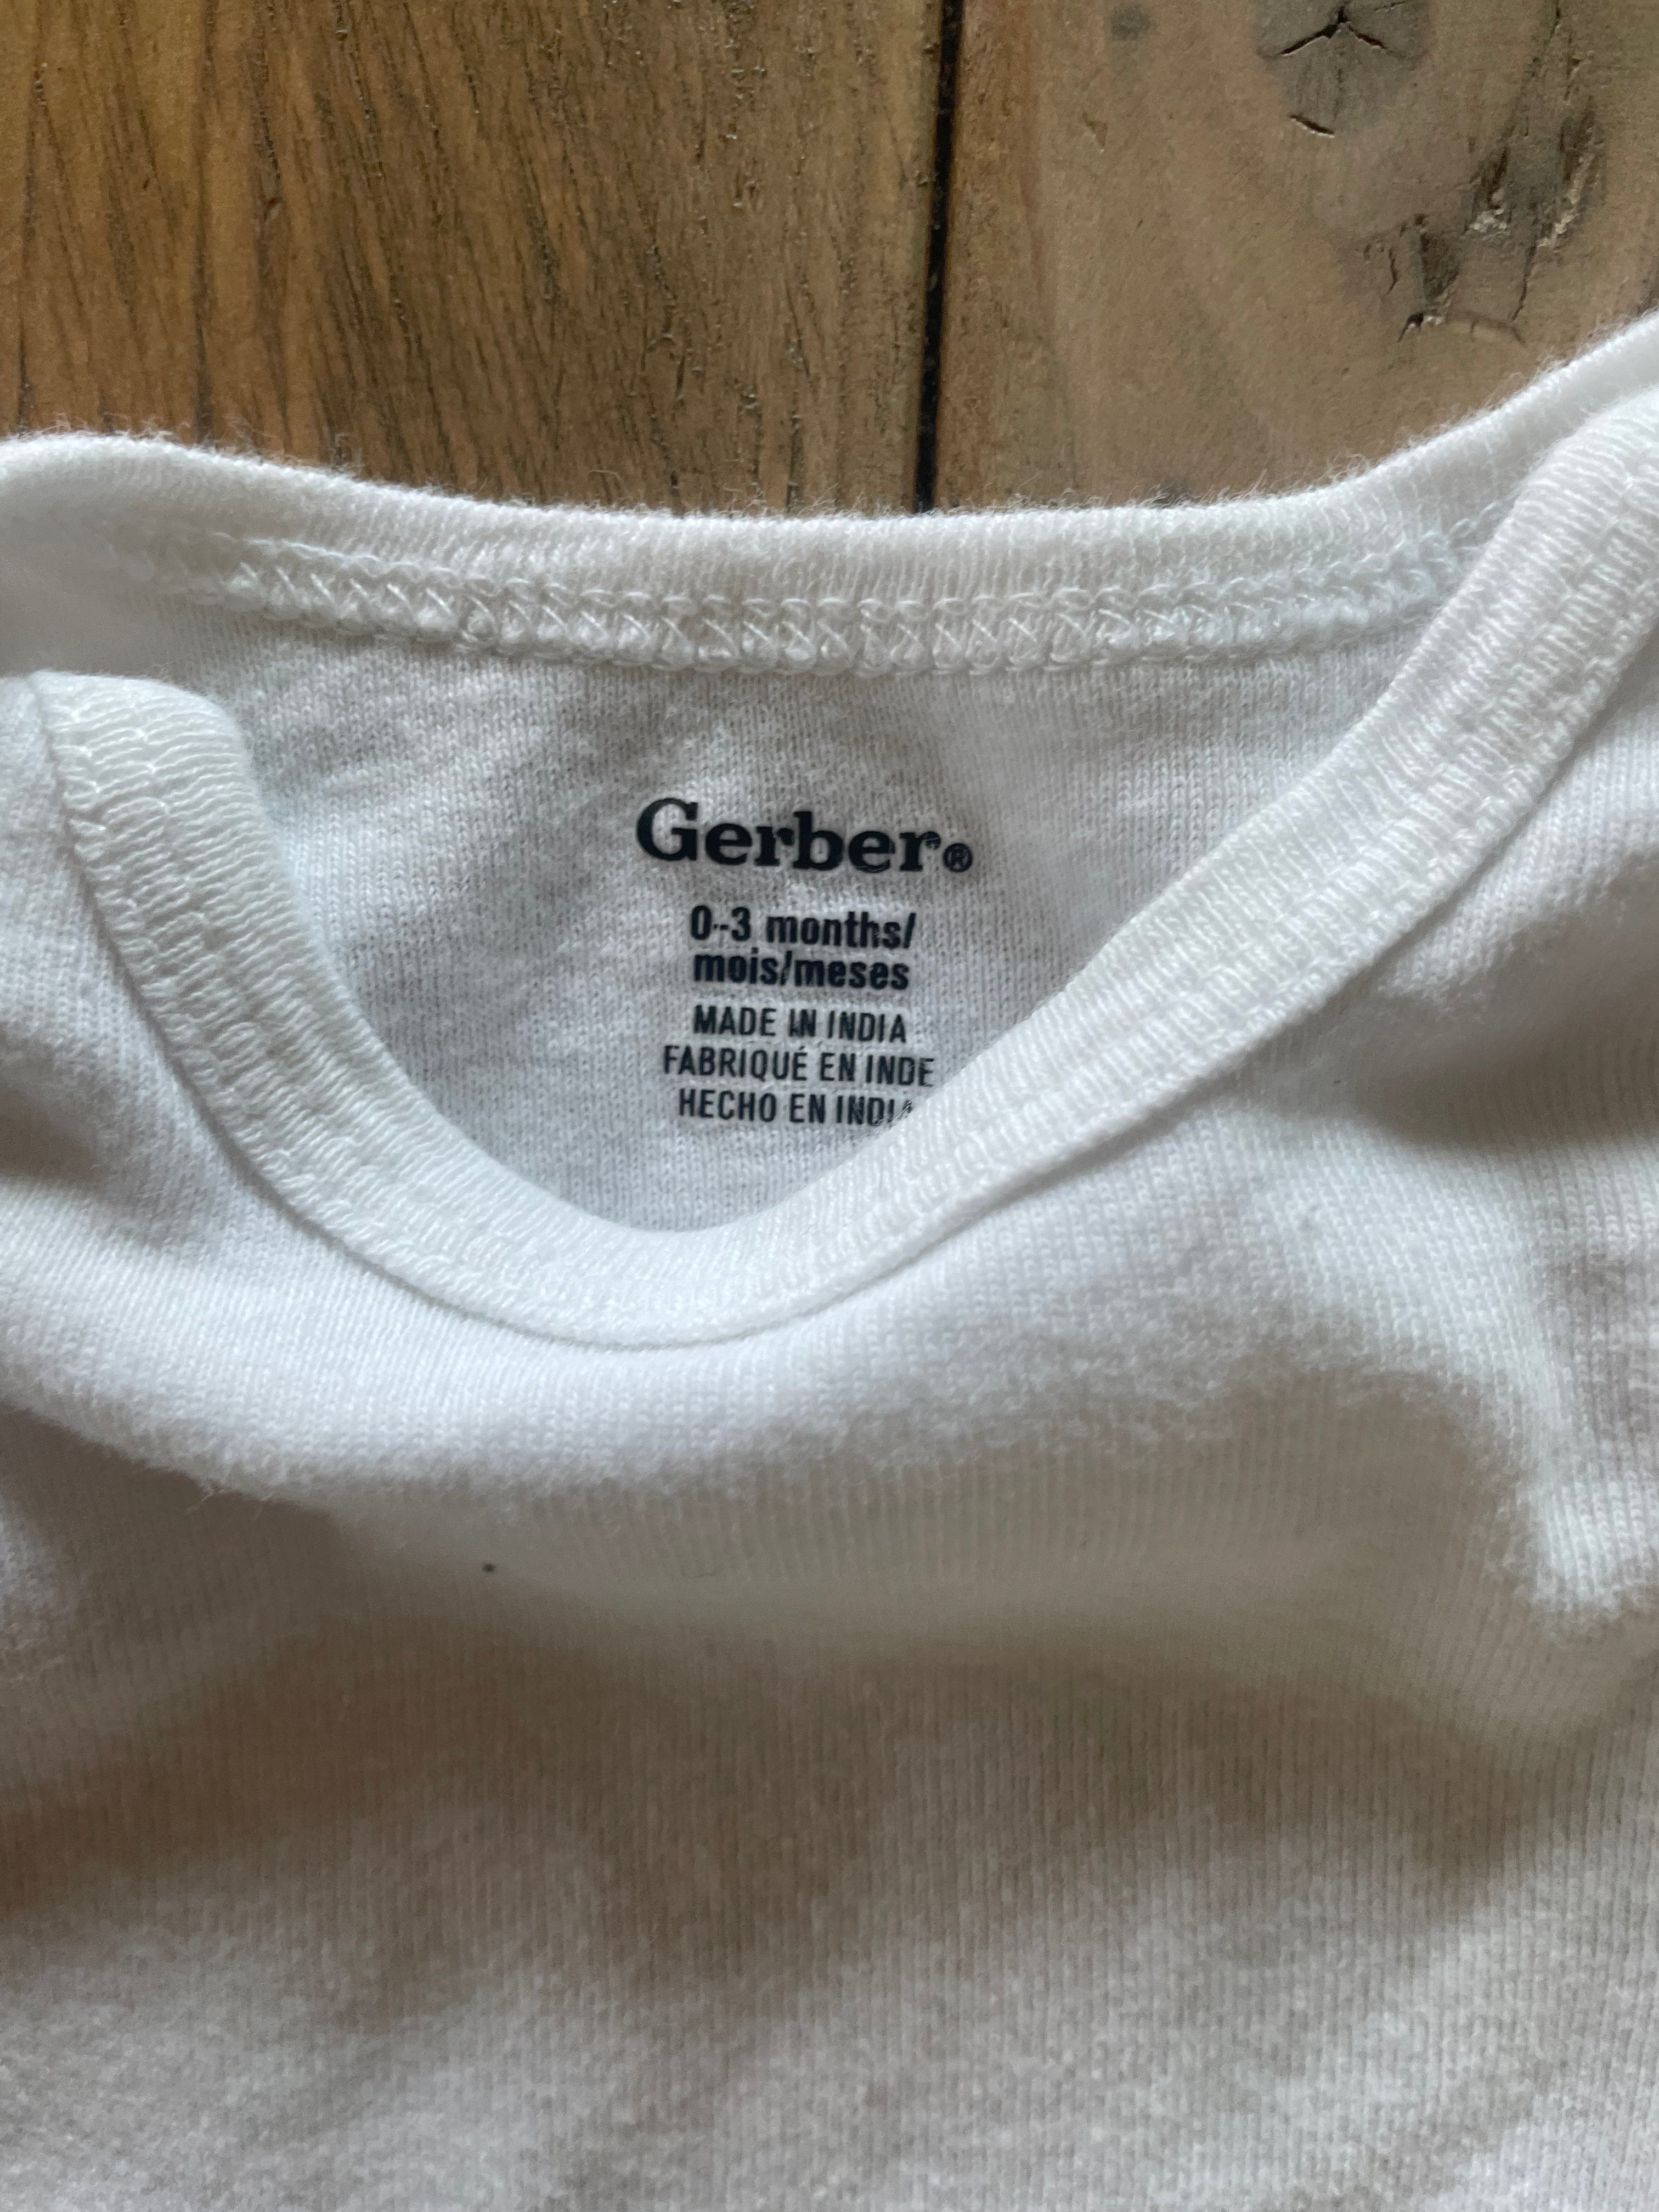 Gerber®
0-3 months/
mois/meses
MADE IN INDIA
FABRIQUÉ EN INDE
HECHO EN INDIA